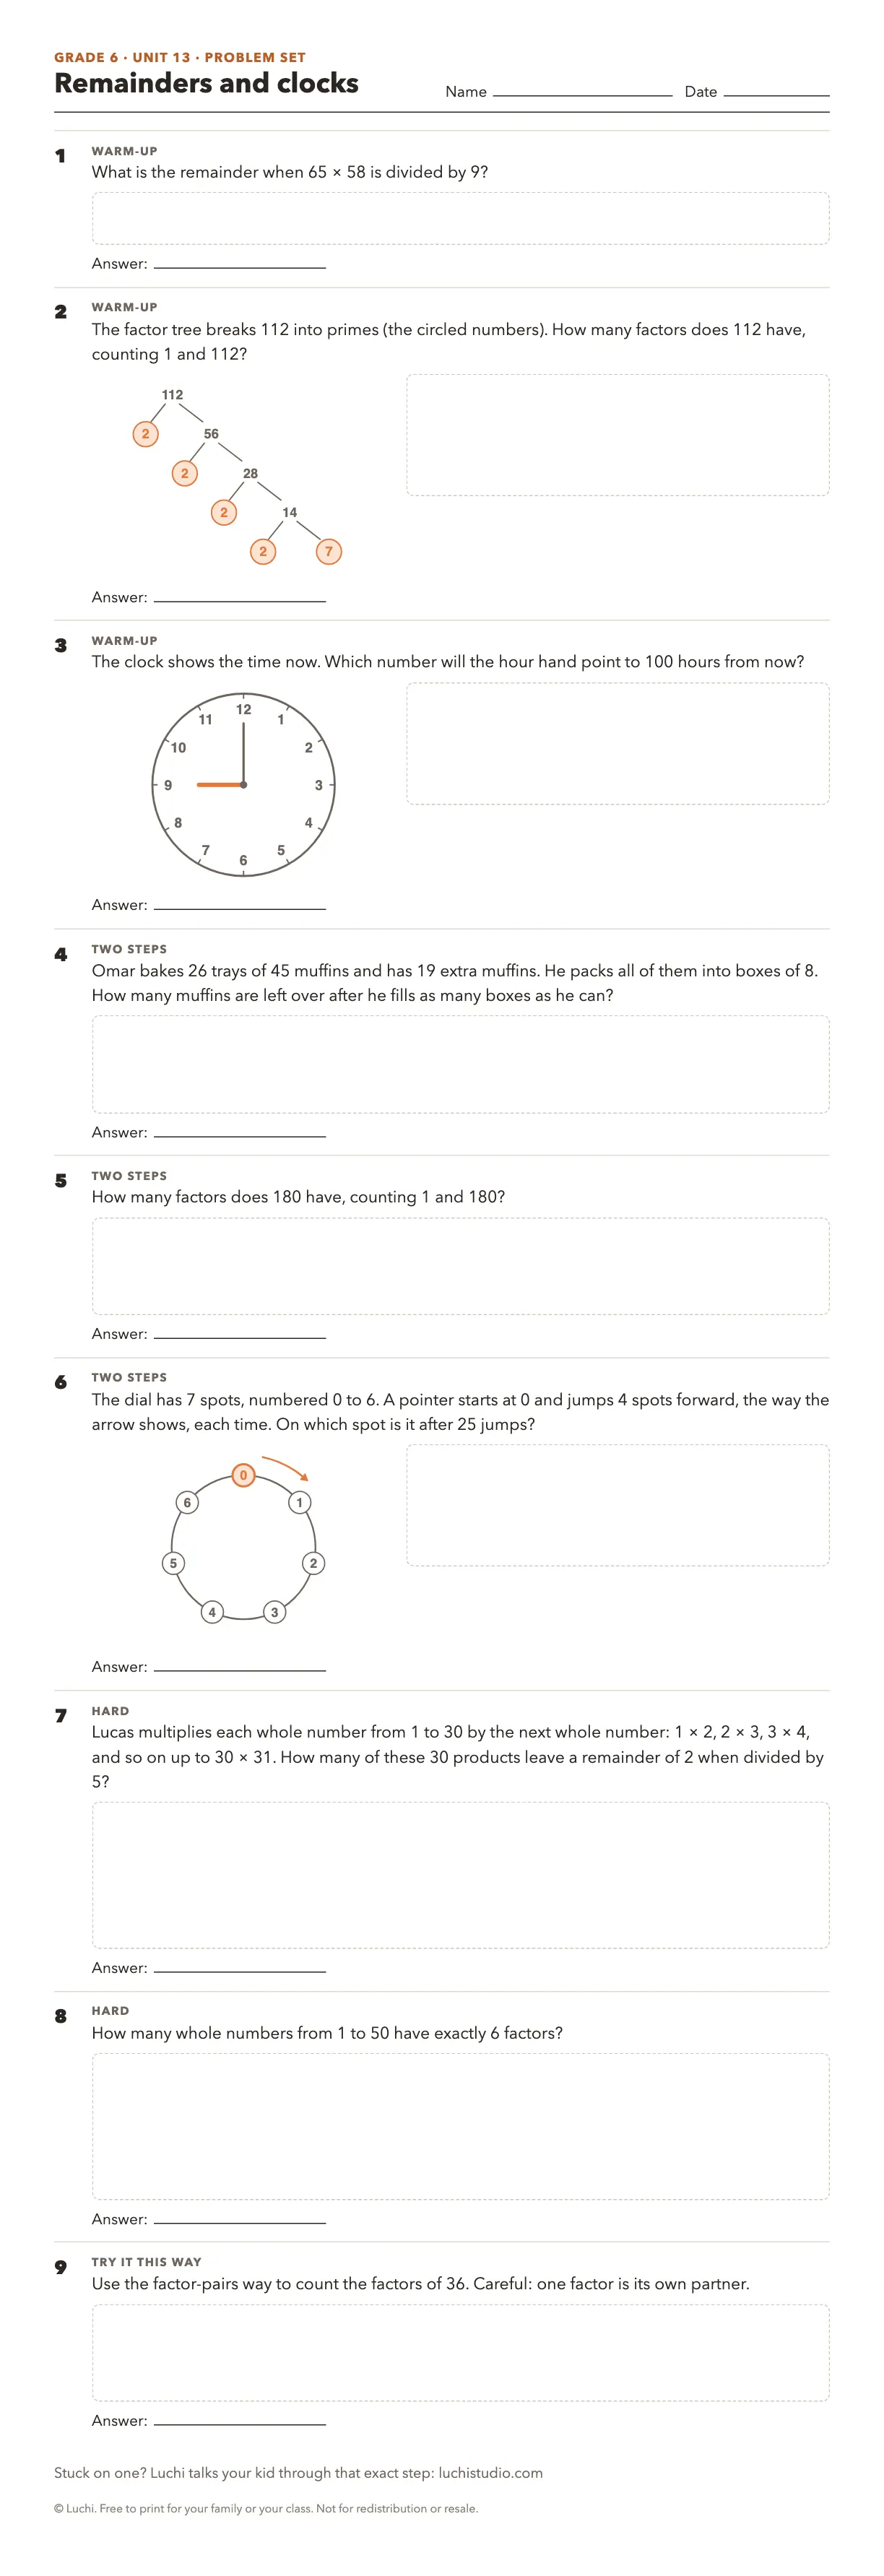 GRADE 6 · UNIT 13 · PROBLEM SET
Remainders and clocks
Name
Date
1
WARM-UP
What is the remainder when 65 × 58 is divided by 9?
Answer:
2
WARM-UP
The factor tree breaks 112 into primes (the circled numbers). How many factors does 112 have,
counting 1 and 112?
112
2
56
2
28
2
14
2
7
Answer:
3
WARM-UP
The clock shows the time now. Which number will the hour hand point to 100 hours from now?
12
11
1
10
2
9
3
8
4
7
5
6
Answer:
4
TWO STEPS
Omar bakes 26 trays of 45 muffins and has 19 extra muffins. He packs all of them into boxes of 8.
How many muffins are left over after he fills as many boxes as he can?
Answer:
5
TWO STEPS
How many factors does 180 have, counting 1 and 180?
Answer:
6
TWO STEPS
The dial has 7 spots, numbered 0 to 6. A pointer starts at 0 and jumps 4 spots forward, the way the
arrow shows, each time. On which spot is it after 25 jumps?
0
6
1
5
2
4
3
Answer:
7
HARD
Lucas multiplies each whole number from 1 to 30 by the next whole number: 1 × 2, 2 × 3, 3 × 4,
and so on up to 30 × 31. How many of these 30 products leave a remainder of 2 when divided by
5?
Answer:
8
HARD
How many whole numbers from 1 to 50 have exactly 6 factors?
Answer:
9
TRY IT THIS WAY
Use the factor-pairs way to count the factors of 36. Careful: one factor is its own partner.
Answer:
Stuck on one? Luchi talks your kid through that exact step: luchistudio.com
© Luchi. Free to print for your family or your class. Not for redistribution or resale.